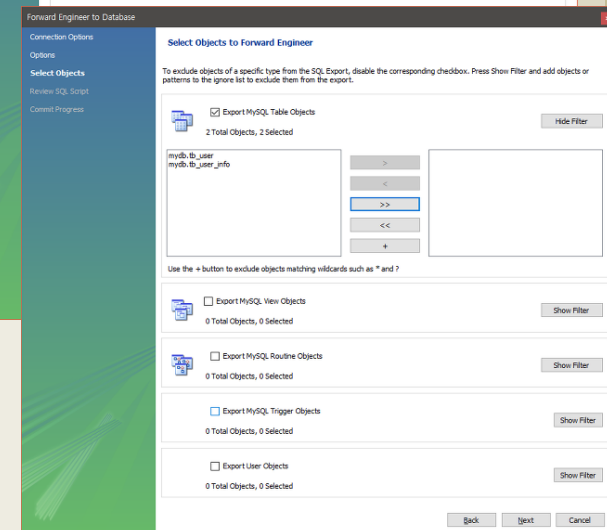 Forward Engineer to Database
Connection Options
Options
Select Objects
Review SQL Script
Commit Progress
Select Objects to Forward Engineer
To exclude objects of a specific type from the SQL Export, disable the corresponding checkbox. Press Show Filter and add objects or
patterns to the ignore list to exclude them from the export.
Export MySQL Table Objects
2 Total Objects, 2 Selected
Hide Filter
mydb.tb_user
mydb.tb_user_info
>
<
>>
<<
+
Use the + button to exclude objects matching wildcards such as * and ?
Export MySQL View Objects
0 Total Objects, 0 Selected
Show Filter
Export MySQL Routine Objects
0 Total Objects, 0 Selected
Show Filter
Export MySQL Trigger Objects
0 Total Objects, 0 Selected
Show Filter
Export User Objects
0 Total Objects, 0 Selected
Show Filter
Back
Next
Cancel